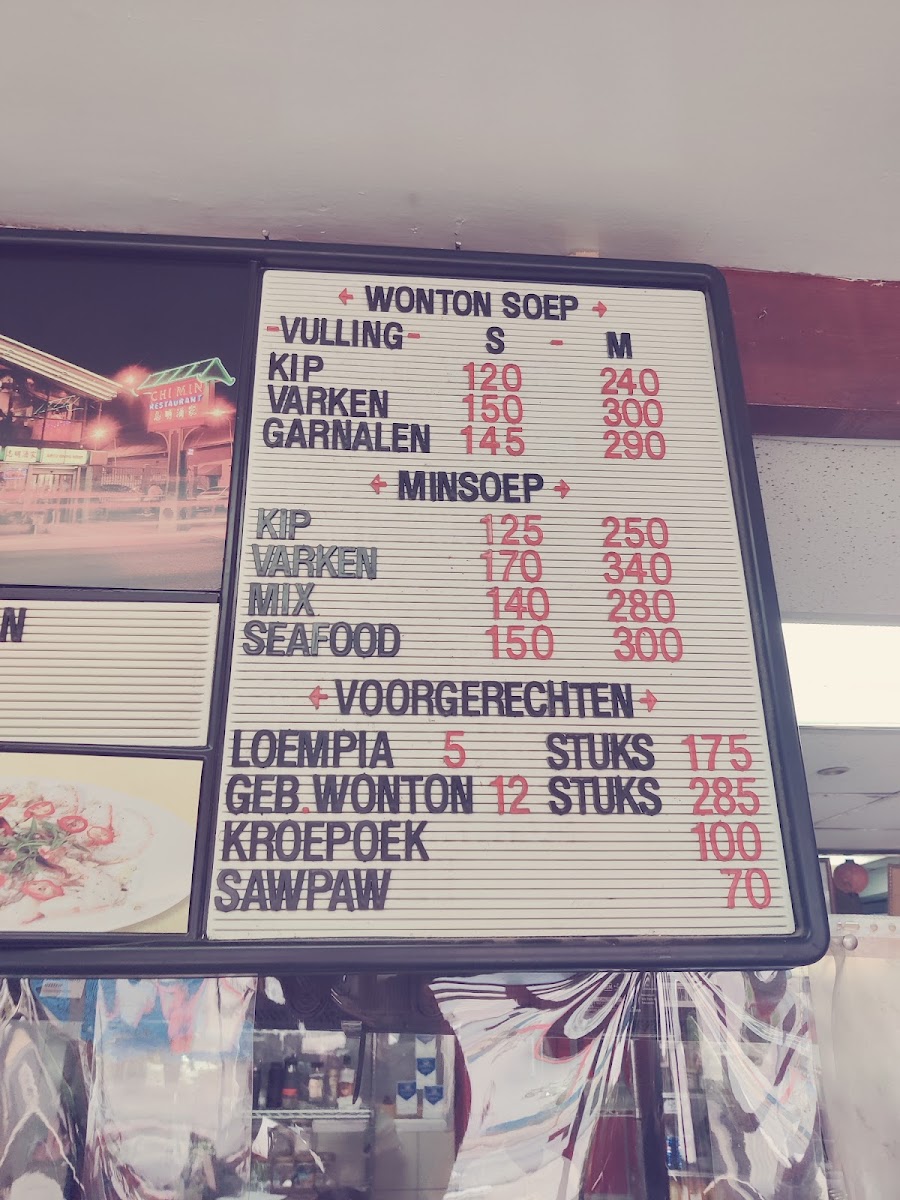 CHI MIN
RESTAURANT
N
WONTON SOEP
-VULLING- S - M
KIP 120 240
VARKEN 150 300
GARNALEN 145 290
MINSOEP
KIP 125 250
VARKEN 170 340
MIX 140 280
SEAFOOD 150 300
VOORGERECHTEN
LOEMPIA 5 STUKS 175
GEB.WONTON 12 STUKS 285
KROEPOEK 100
SAWPAW 70